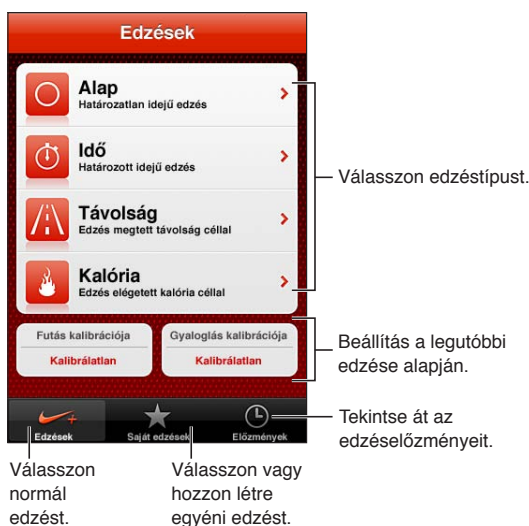 Edzések
Alap
Határozatlan idejű edzés
Idő
Határozott idejű edzés
Távolság
Edzés megtett távolság céllal
Kalória
Edzés elégetett kalória céllal
Válasszon edzéstípust.
Futás kalibrációja
Kalibrálatlan
Gyaloglás kalibrációja
Kalibrálatlan
Beállítás a legutóbbi
edzése alapján.
Edzések
Saját edzések
Előzmények
Tekintse át az
edzéselőzményeit.
Válasszon
normál
edzést.
Válasszon vagy
hozzon létre
egyéni edzést.